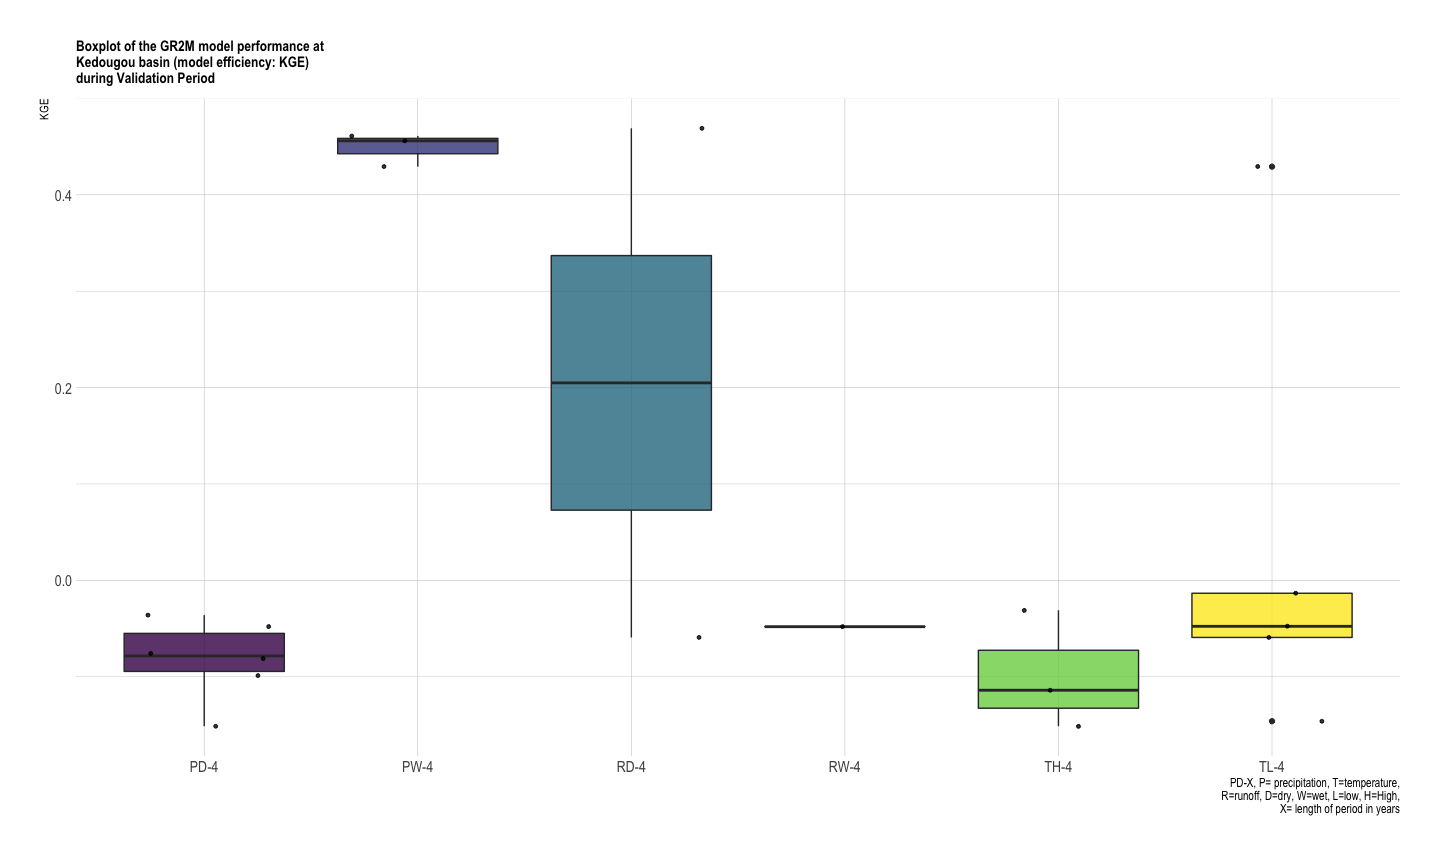 Boxplot of the GR2M model performance at
Kedougou basin (model efficiency: KGE)
during Validation Period
KGE
0.4
0.2
0.0
PD-4 PW-4 RD-4 RW-4 TH-4 TL-4
PD-X, P= precipitation, T=temperature,
R=runoff, D=dry, W=wet, L=low, H=High,
X= length of period in years